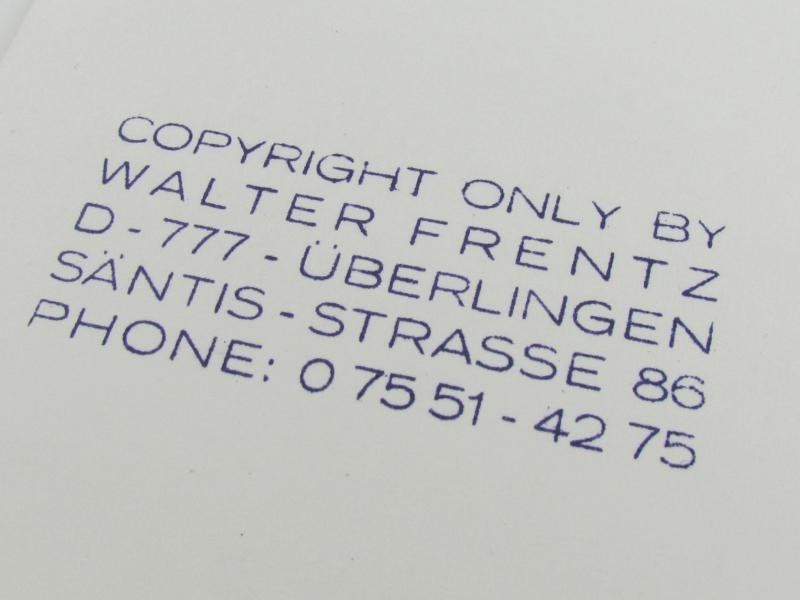 COPYRIGHT ONLY BY
WALTER FRENTZ
D - 777 - ÜBERLINGEN
SÄNTIS - STRASSE 86
PHONE: 0 75 51 - 42 75